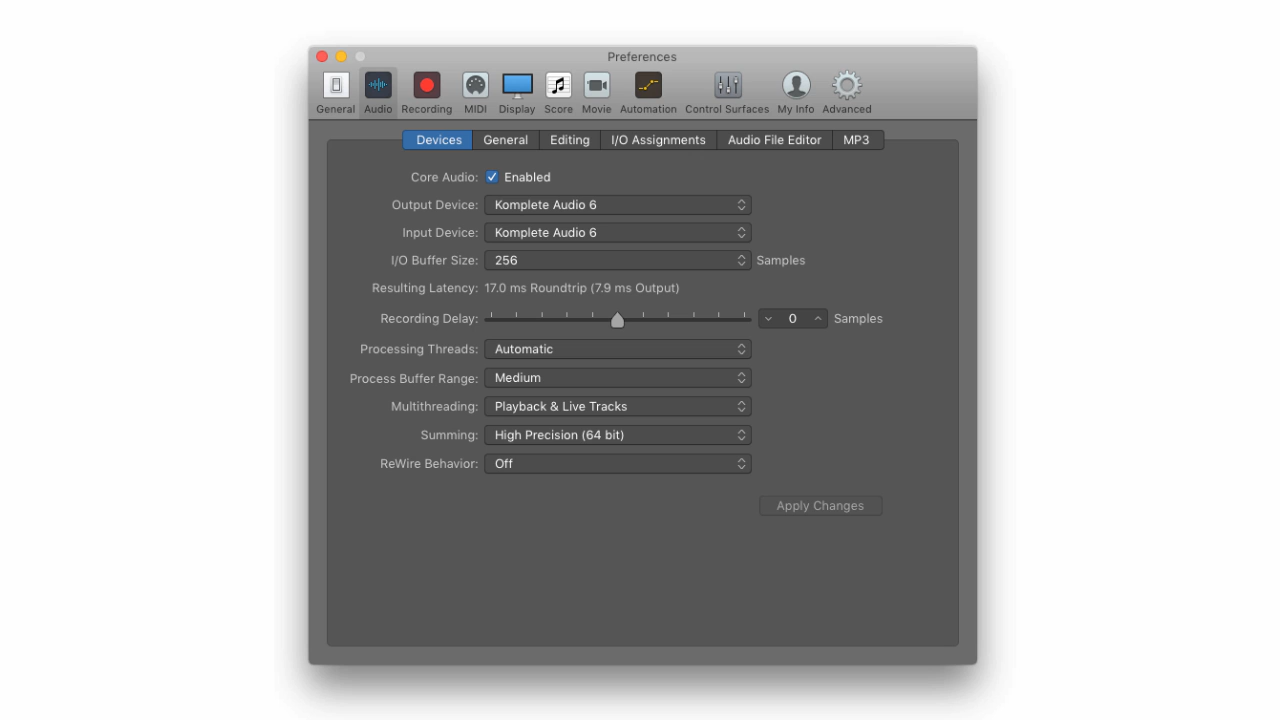 Preferences
General Audio Recording MIDI Display Score Movie Automation Control Surfaces My Info Advanced
Devices General Editing I/O Assignments Audio File Editor MP3
Core Audio: Enabled
Output Device: Komplete Audio 6
Input Device: Komplete Audio 6
I/O Buffer Size: 256 Samples
Resulting Latency: 17.0 ms Roundtrip (7.9 ms Output)
Recording Delay: 0 Samples
Processing Threads: Automatic
Process Buffer Range: Medium
Multithreading: Playback & Live Tracks
Summing: High Precision (64 bit)
ReWire Behavior: Off
Apply Changes